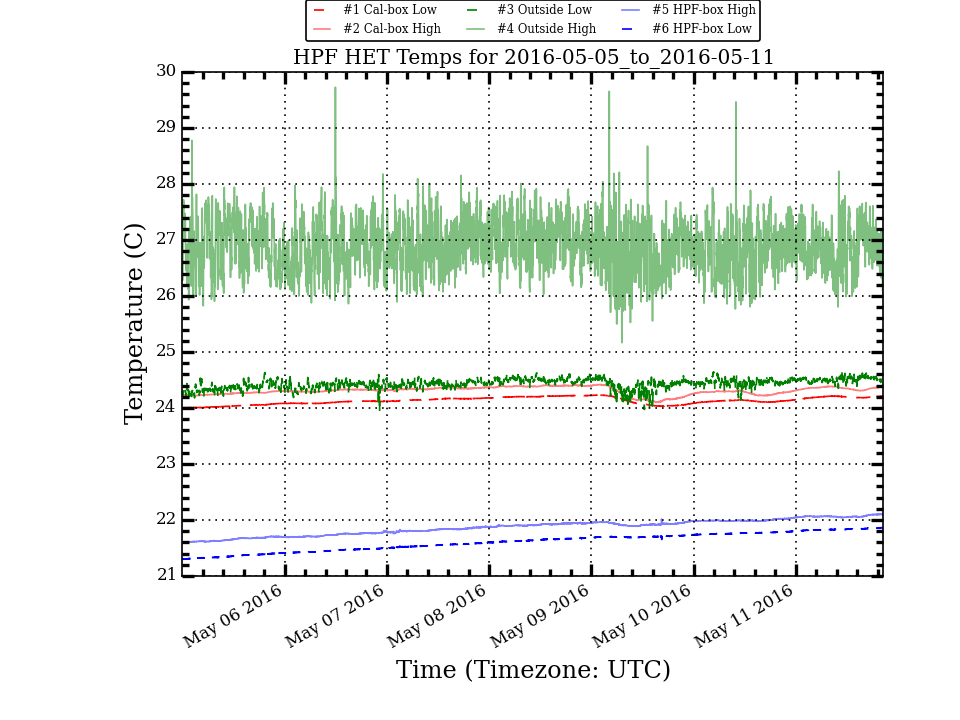 #1 Cal-box Low #3 Outside Low #5 HPF-box High
#2 Cal-box High #4 Outside High #6 HPF-box Low
HPF HET Temps for 2016-05-05_to_2016-05-11
30
29
28
27
26
25
24
23
22
21
Temperature (C)
May 06 2016 May 07 2016 May 08 2016 May 09 2016 May 10 2016 May 11 2016
Time (Timezone: UTC)